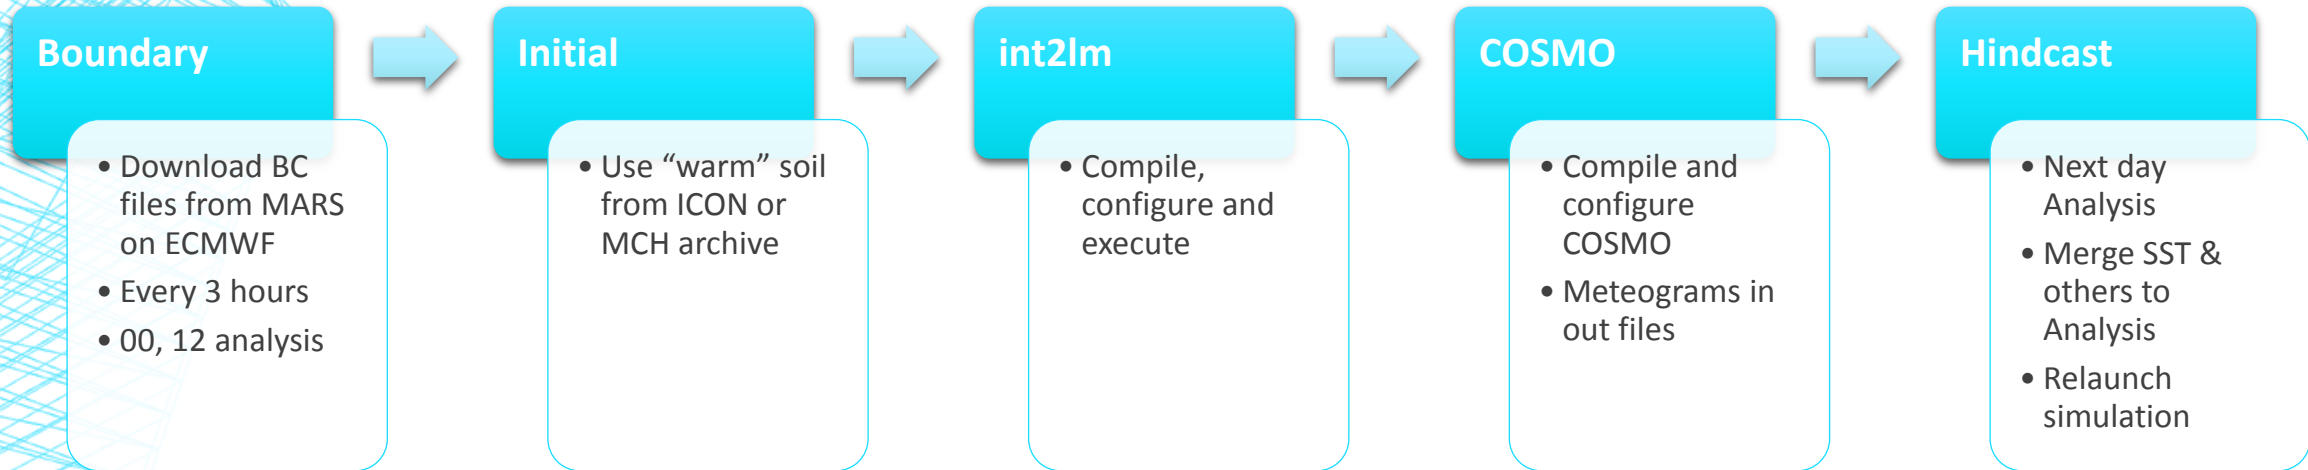 Boundary
• Download BC
files from MARS
on ECMWF
• Every 3 hours
• 00, 12 analysis
Initial
• Use “warm” soil
from ICON or
MCH archive
int2lm
• Compile,
configure and
execute
COSMO
• Compile and
configure
COSMO
• Meteograms in
out files
Hindcast
• Next day
Analysis
• Merge SST &
others to
Analysis
• Relaunch
simulation